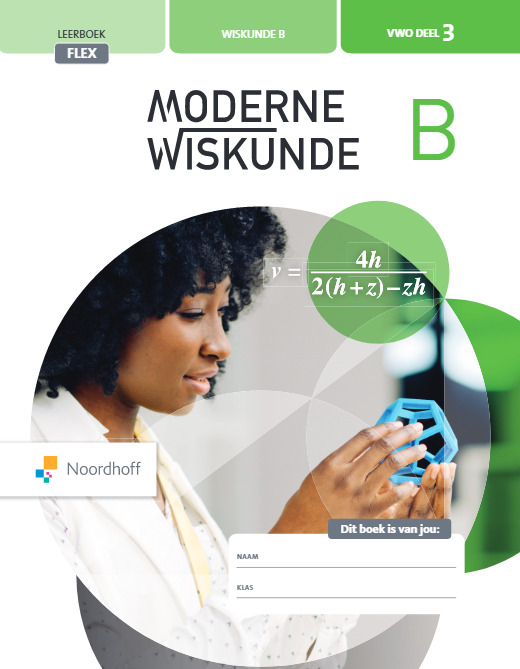 LEERBOEK
FLEX
WISKUNDE B
VWO DEEL 3
MODERNE
WISKUNDE
B
v = 4h / 2(h+z)−zh
Noordhoff
Dit boek is van jou:
NAAM
KLAS